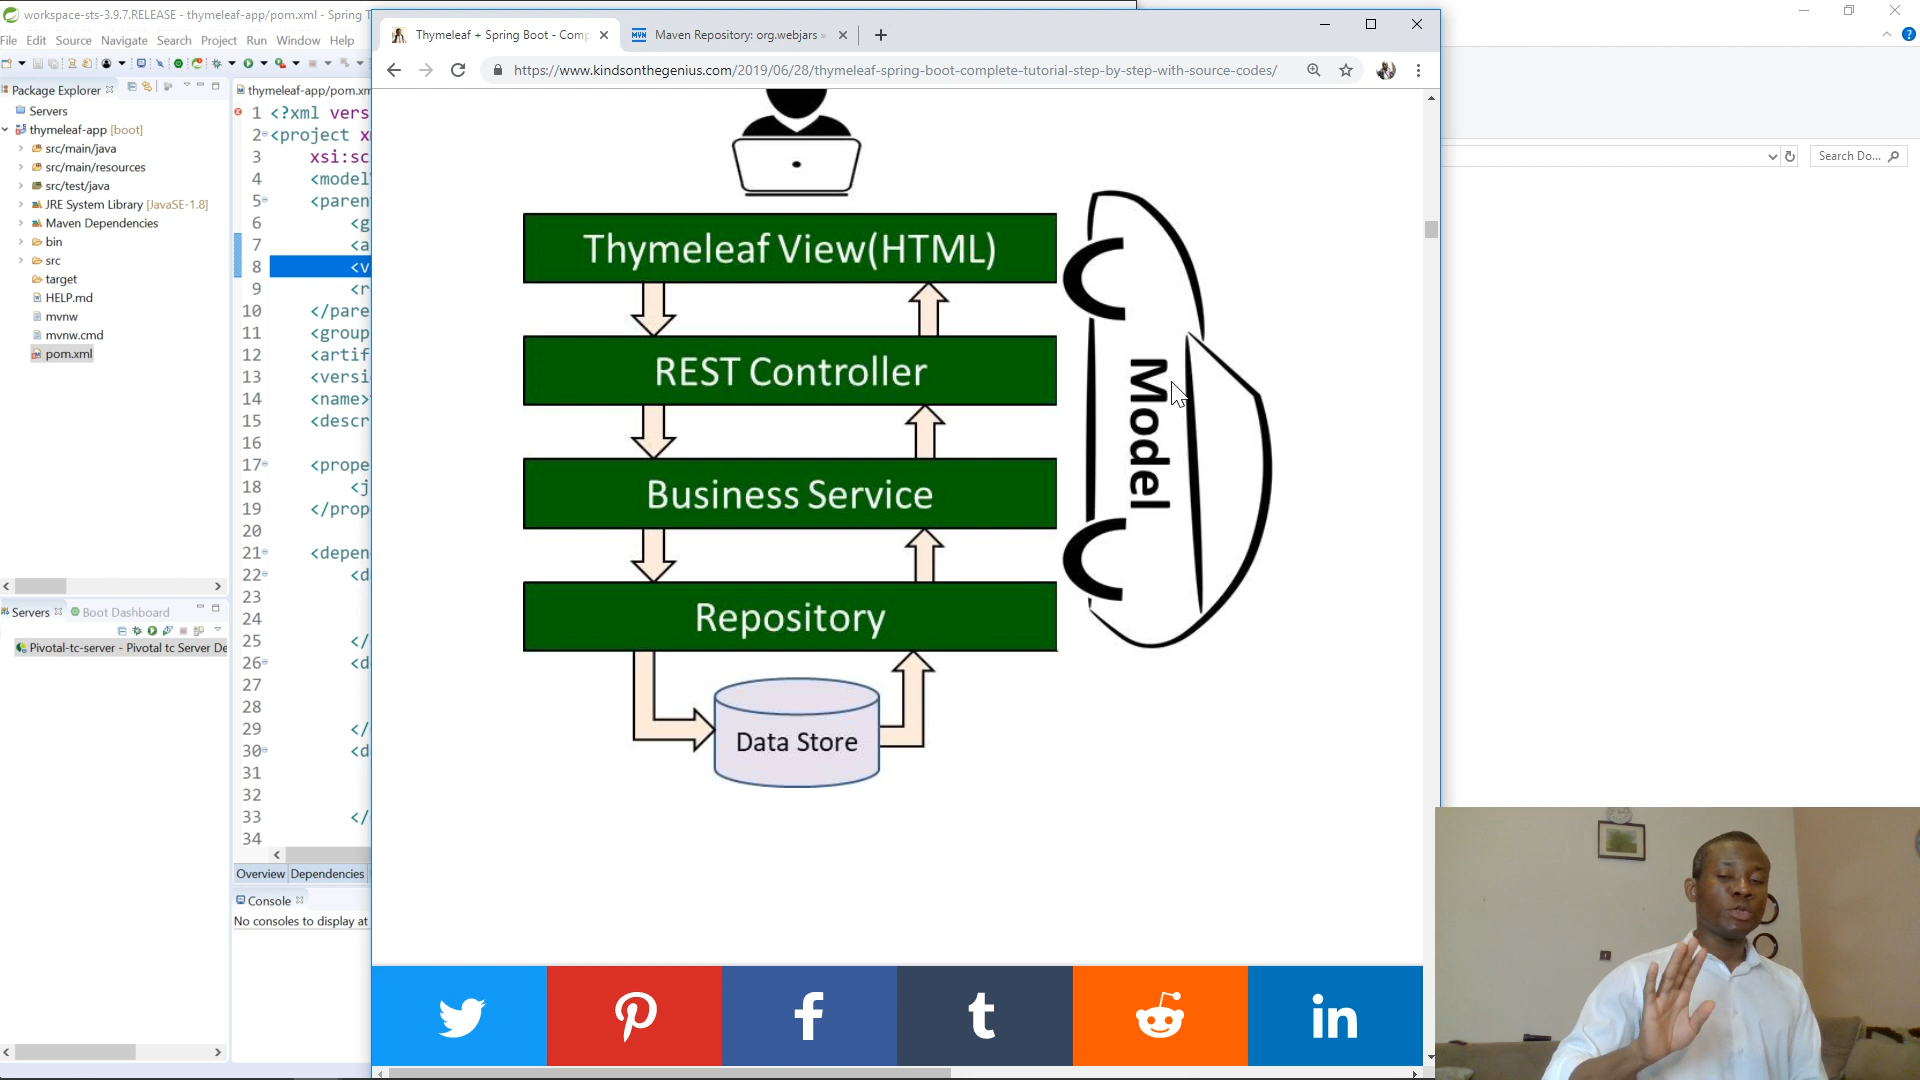 workspace-sts-3.9.7.RELEASE - thymeleaf-app/pom.xml - Spring T
File Edit Source Navigate Search Project Run Window Help
Package Explorer
Servers
thymeleaf-app [boot]
src/main/java
src/main/resources
src/test/java
JRE System Library [JavaSE-1.8]
Maven Dependencies
bin
src
target
HELP.md
mvnw
mvnw.cmd
pom.xml
Servers Boot Dashboard
Pivotal-tc-server - Pivotal tc Server De
thymeleaf-app/pom.xm
1 <?xml vers
2 <project x
3 xsi:sc
4 <model
5 <paren
6 <g
7 <a
8 <v
9 <r
10 </pare
11 <group
12 <artif
13 <versi
14 <name>
15 <descr
16
17 <prope
18 <j
19 </prop
20
21 <depen
22 <d
23
24
25 </
26 <d
27
28
29 </
30 <d
31
32
33 </
34
Overview Dependencies
Console
No consoles to display at
Thymeleaf + Spring Boot - Comp
Maven Repository: org.webjars »
https://www.kindsonthegenius.com/2019/06/28/thymeleaf-spring-boot-complete-tutorial-step-by-step-with-source-codes/
Thymeleaf View(HTML)
REST Controller
Business Service
Repository
Data Store
Model
Search Do...